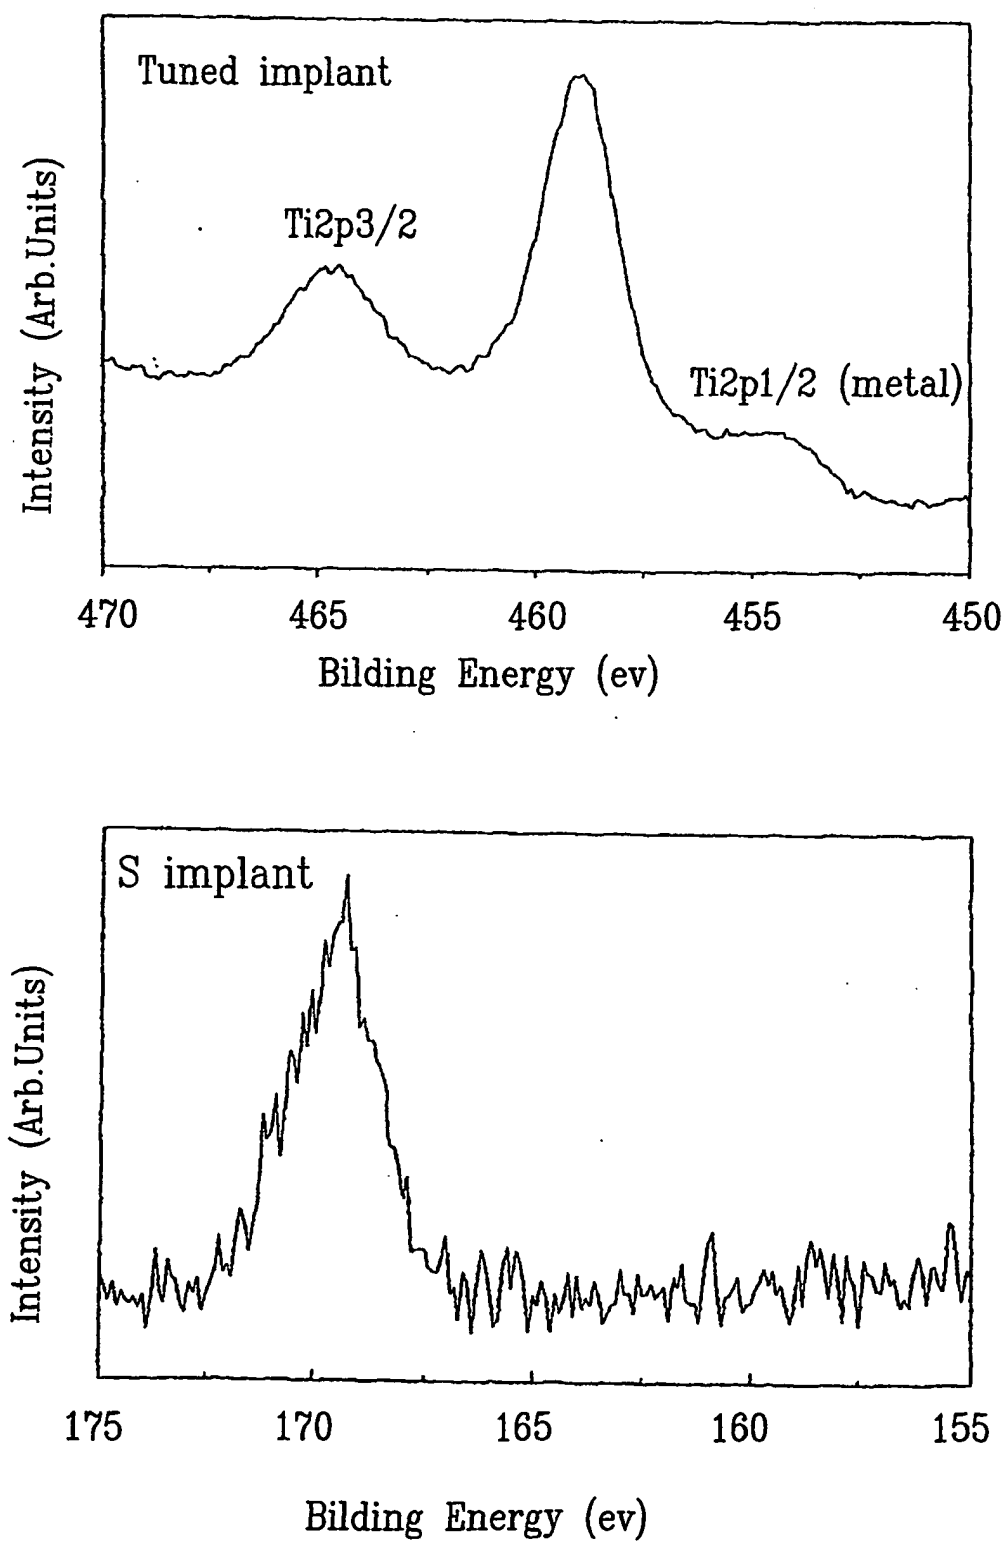 Tuned implant
Ti2p3/2
Ti2p1/2 (metal)
Intensity (Arb.Units)
470 465 460 455 450
Bilding Energy (ev)
S implant
Intensity (Arb.Units)
175 170 165 160 155
Bilding Energy (ev)